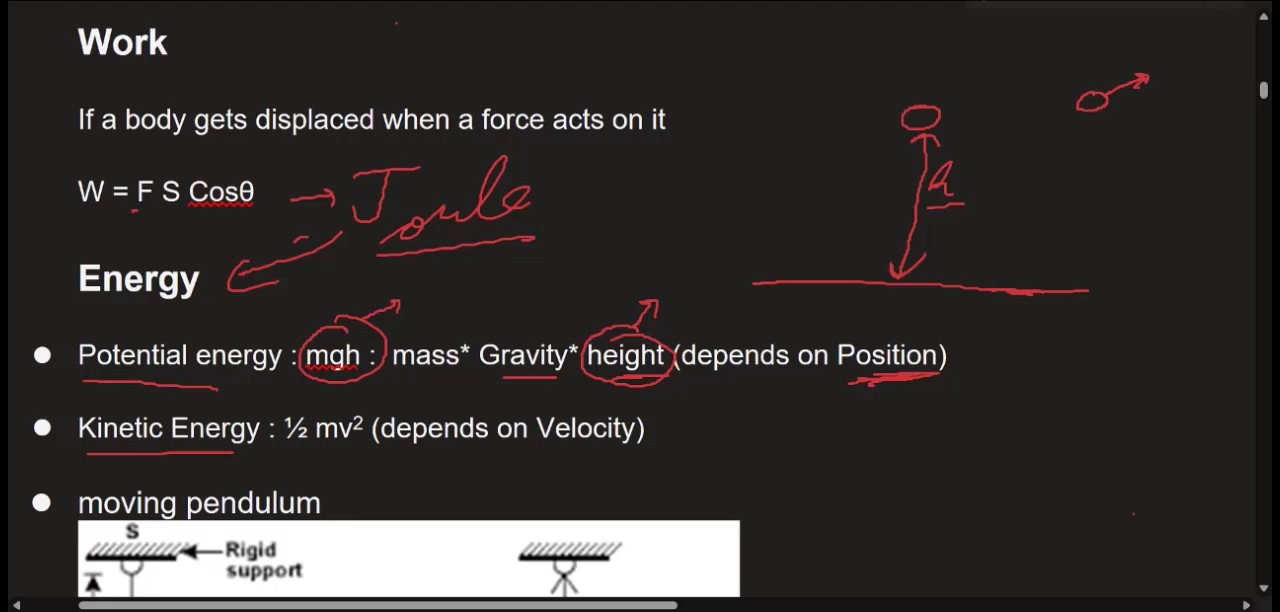 Work
If a body gets displaced when a force acts on it
W = F S Cosθ → Joule
h
Energy
● Potential energy : mgh : mass* Gravity* height (depends on Position)
● Kinetic Energy : ½ mv² (depends on Velocity)
● moving pendulum
S
Rigid
support